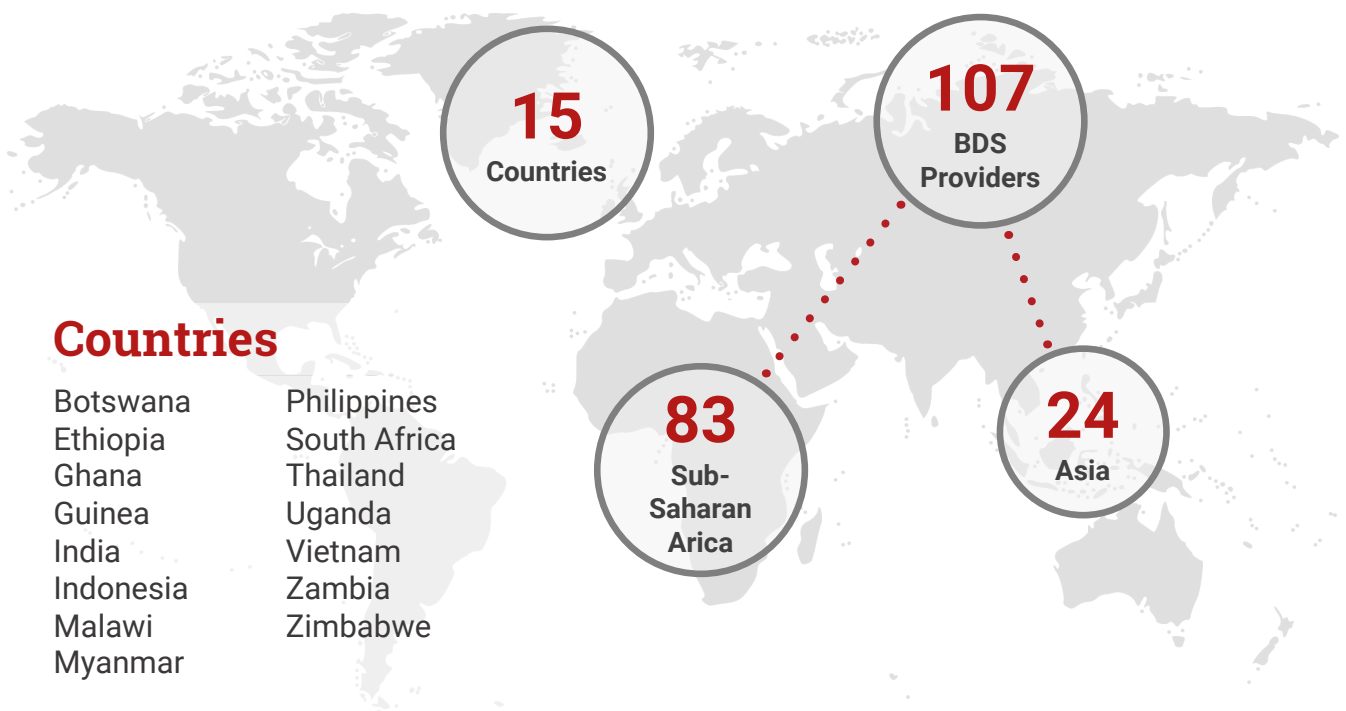 15
Countries
107
BDS
Providers
83
Sub-
Saharan
Arica
24
Asia
Countries
Botswana
Ethiopia
Ghana
Guinea
India
Indonesia
Malawi
Myanmar
Philippines
South Africa
Thailand
Uganda
Vietnam
Zambia
Zimbabwe